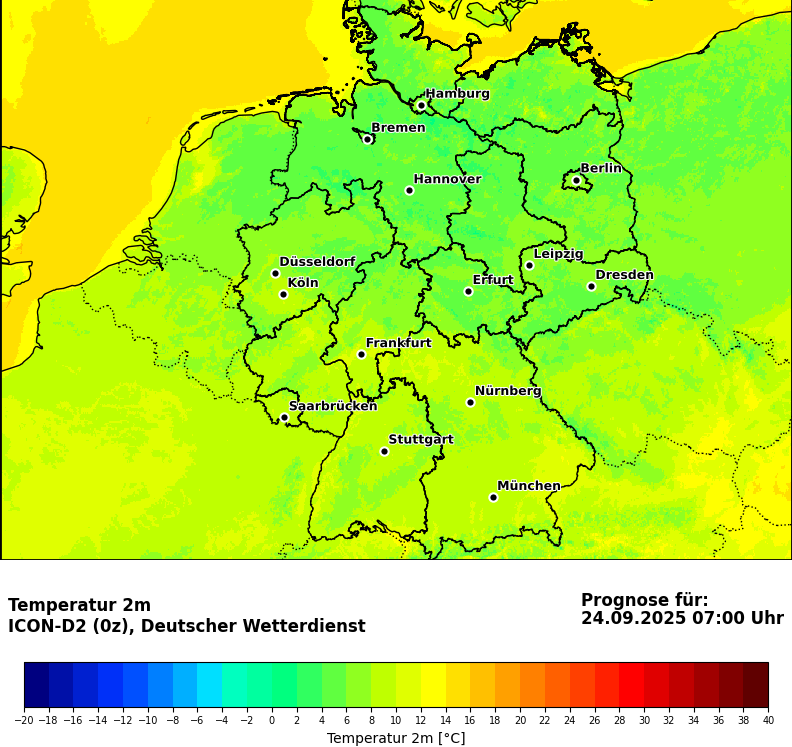 Hamburg
Bremen
Berlin
Hannover
Leipzig
Düsseldorf
Dresden
Köln
Erfurt
Frankfurt
Nürnberg
Saarbrücken
Stuttgart
München
Temperatur 2m
ICON-D2 (0z), Deutscher Wetterdienst
Prognose für:
24.09.2025 07:00 Uhr
−20 −18 −16 −14 −12 −10 −8 −6 −4 −2 0 2 4 6 8 10 12 14 16 18 20 22 24 26 28 30 32 34 36 38 40
Temperatur 2m [°C]